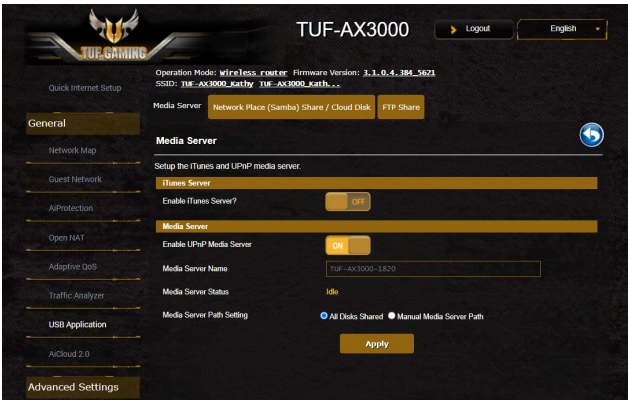 TUF GAMING
TUF-AX3000
Logout
English
Operation Mode: Wireless router Firmware Version: 3.1.0.4.384_5621
SSID: TUF-AX3000_Kathy TUF-AX3000_Kath...
Quick Internet Setup
General
Network Map
Guest Network
AiProtection
Open NAT
Adaptive QoS
Traffic Analyzer
USB Application
AiCloud 2.0
Advanced Settings
Media Server
Network Place (Samba) Share / Cloud Disk
FTP Share
Media Server
Setup the iTunes and UPnP media server.
iTunes Server
Enable iTunes Server?
OFF
Media Server
Enable UPnP Media Server
ON
Media Server Name
TUF-AX3000-1820
Media Server Status
Idle
Media Server Path Setting
All Disks Shared Manual Media Server Path
Apply